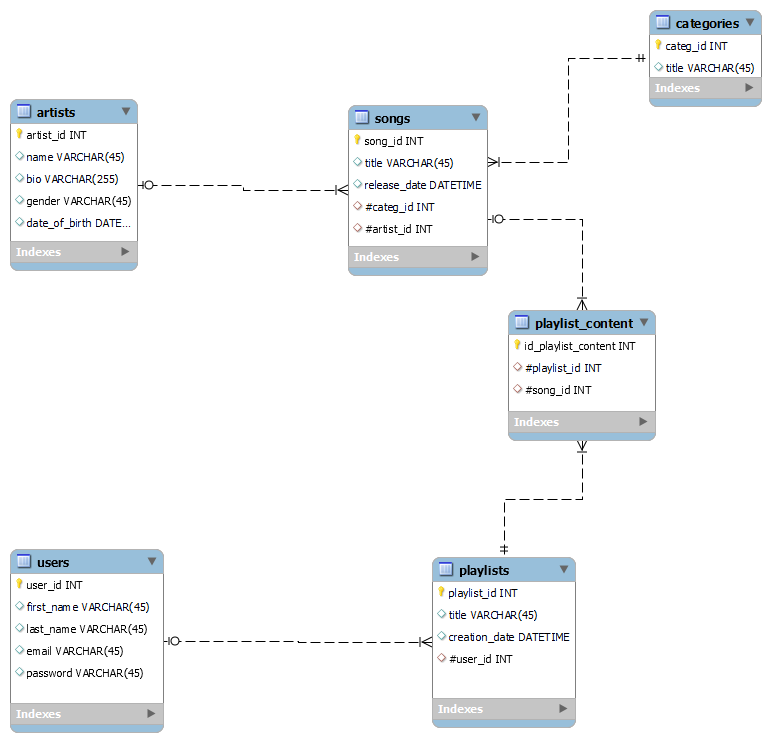 categories
categ_id INT
title VARCHAR(45)
Indexes
artists
artist_id INT
name VARCHAR(45)
bio VARCHAR(255)
gender VARCHAR(45)
date_of_birth DATE...
Indexes
songs
song_id INT
title VARCHAR(45)
release_date DATETIME
#categ_id INT
#artist_id INT
Indexes
playlist_content
id_playlist_content INT
#playlist_id INT
#song_id INT
Indexes
users
user_id INT
first_name VARCHAR(45)
last_name VARCHAR(45)
email VARCHAR(45)
password VARCHAR(45)
Indexes
playlists
playlist_id INT
title VARCHAR(45)
creation_date DATETIME
#user_id INT
Indexes